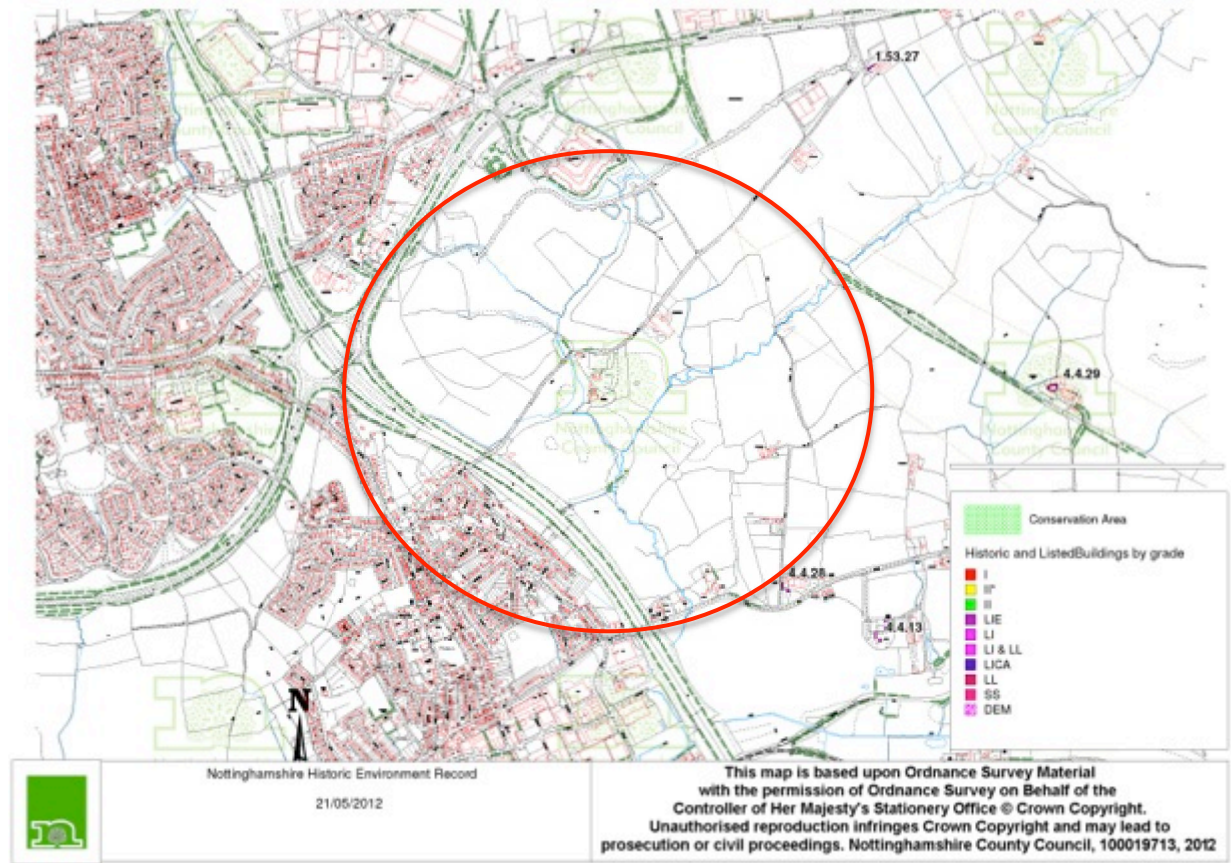 1.53.27
Nottinghamshire
County Council
4.4.29
4.4.28
4.4.13
Conservation Area
Historic and ListedBuildings by grade
I
II*
II
LIE
LI
LI & LL
LICA
LL
SS
DEM
N
Nottinghamshire Historic Environment Record
21/05/2012
This map is based upon Ordnance Survey Material
with the permission of Ordnance Survey on Behalf of the
Controller of Her Majesty's Stationery Office © Crown Copyright.
Unauthorised reproduction infringes Crown Copyright and may lead to
prosecution or civil proceedings. Nottinghamshire County Council, 100019713, 2012